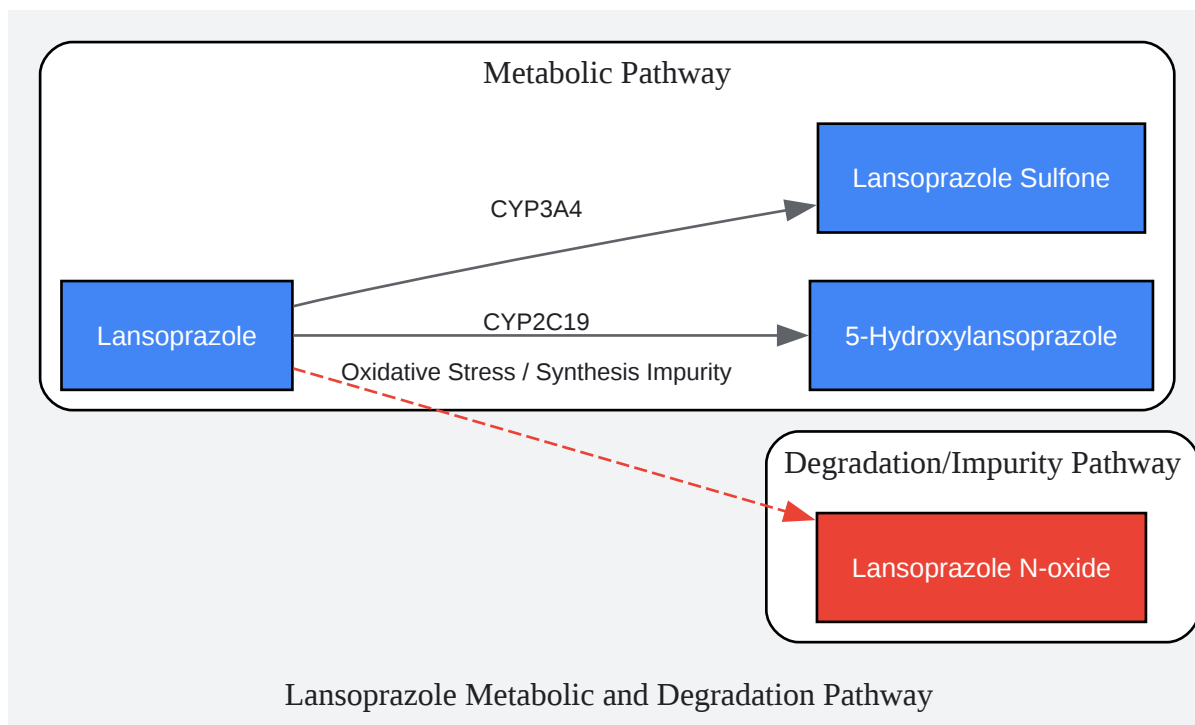 Metabolic Pathway
Lansoprazole Sulfone
CYP3A4
Lansoprazole
CYP2C19
5-Hydroxylansoprazole
Oxidative Stress / Synthesis Impurity
Degradation/Impurity Pathway
Lansoprazole N-oxide
Lansoprazole Metabolic and Degradation Pathway